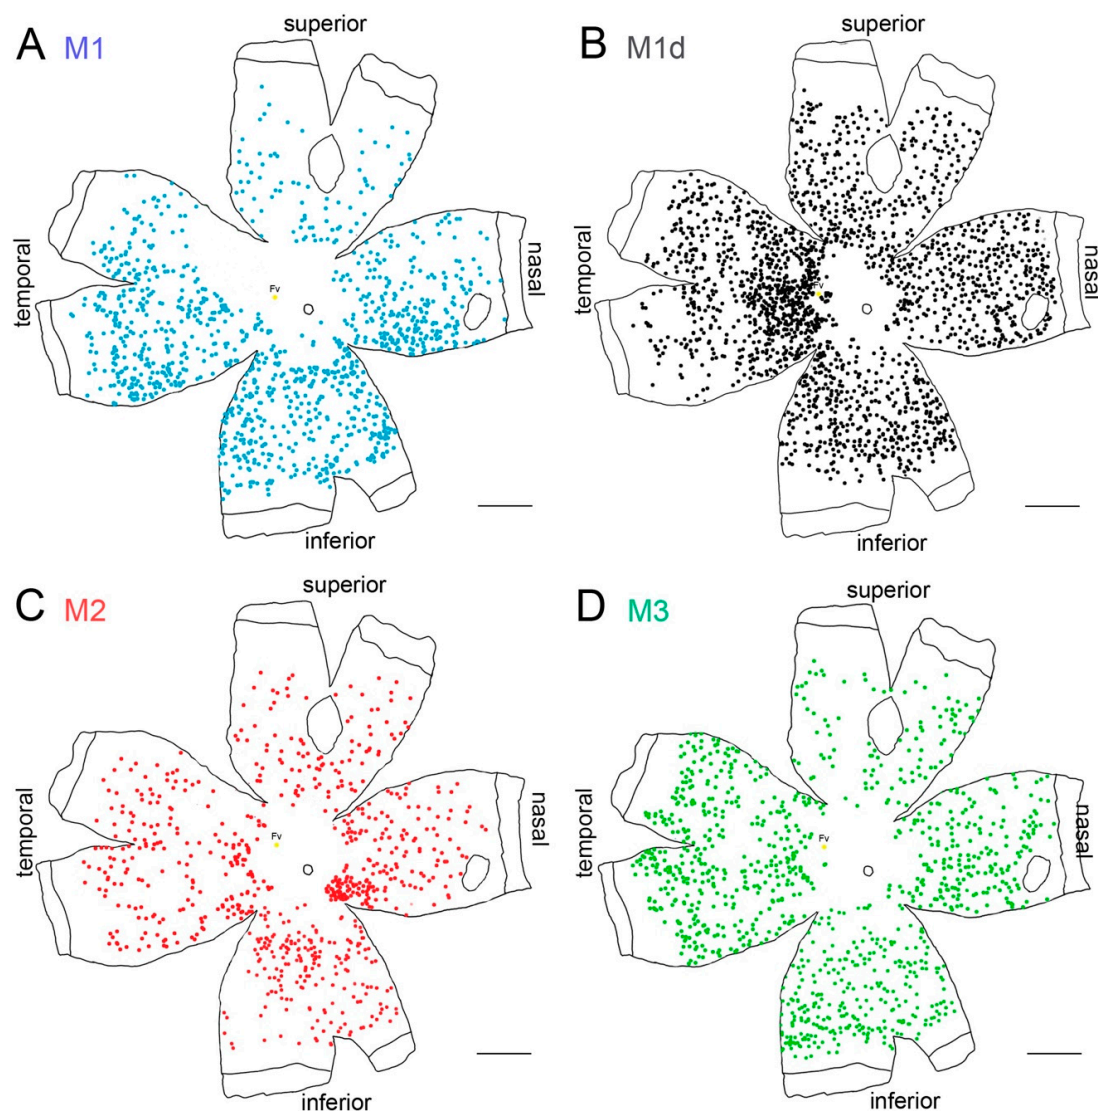 A M1
superior
temporal
nasal
Fv
inferior
B M1d
superior
temporal
nasal
Fv
inferior
C M2
superior
temporal
nasal
Fv
inferior
D M3
superior
temporal
nasal
Fv
inferior